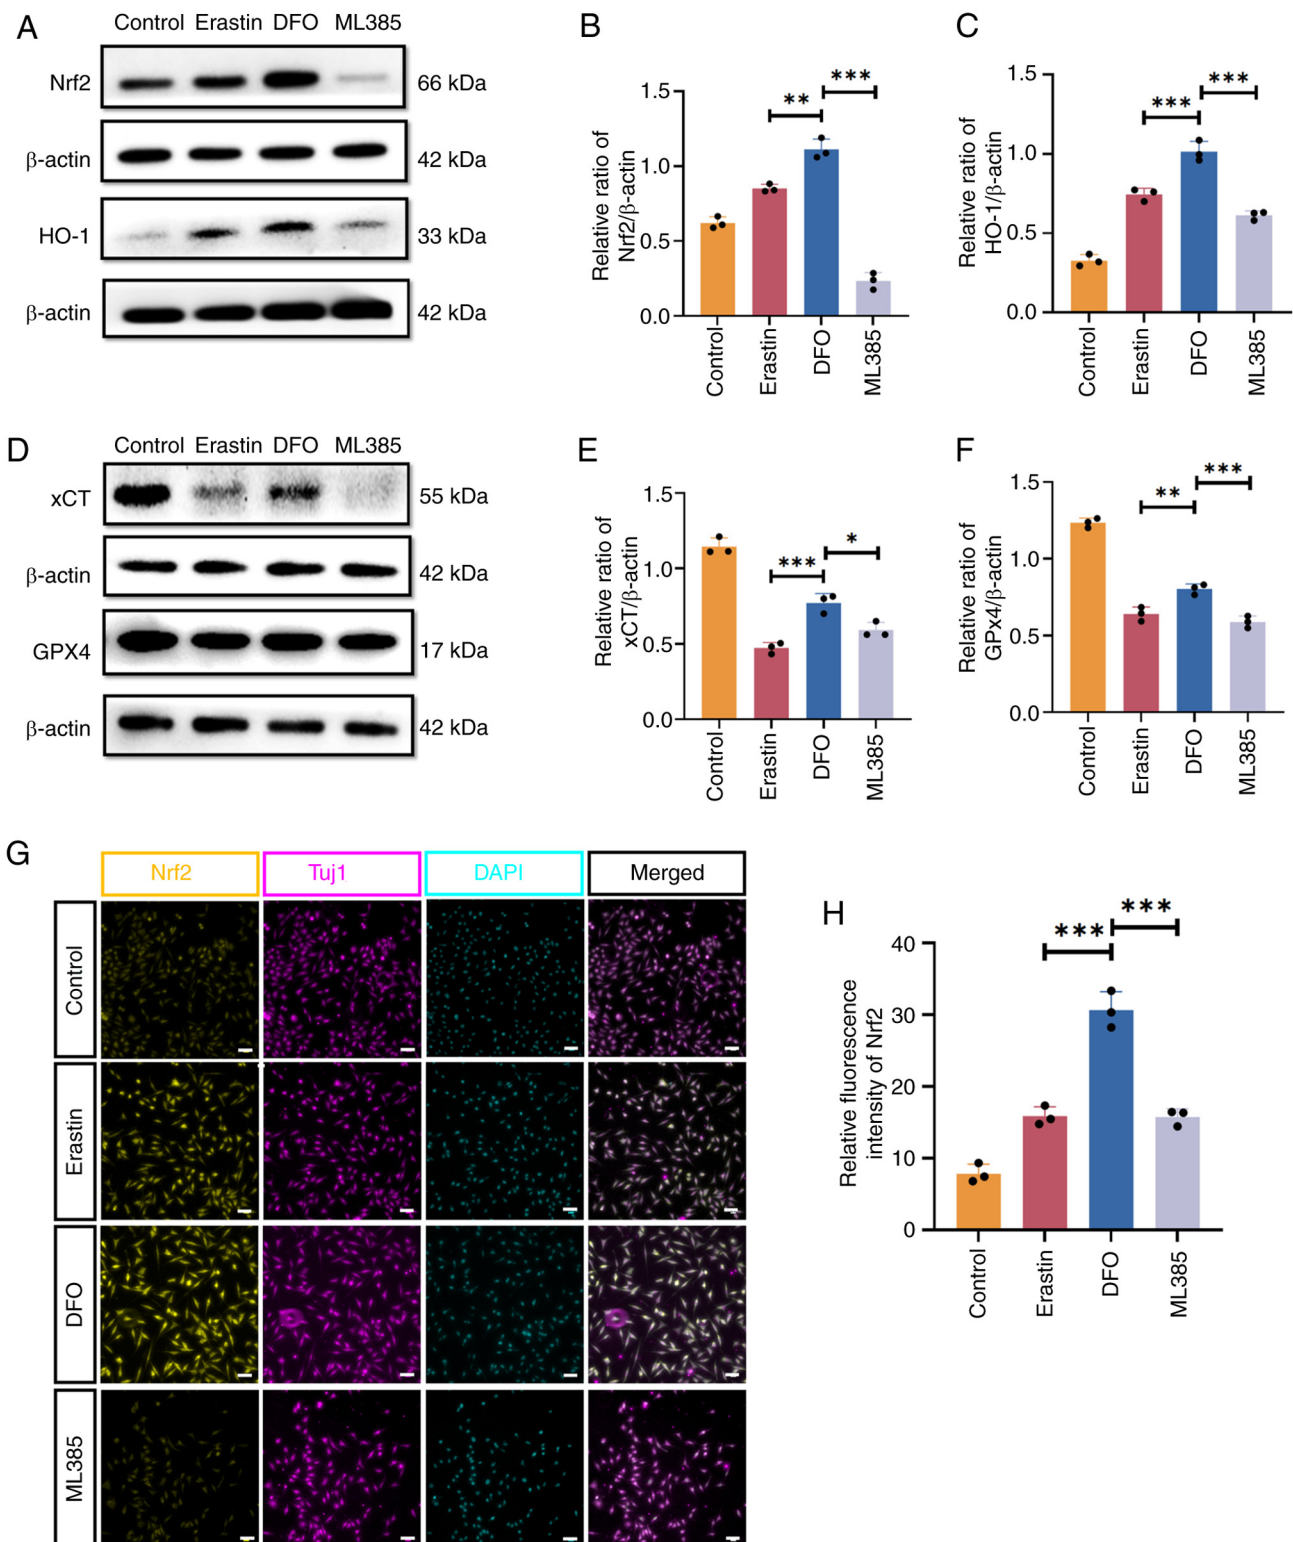 A
Control Erastin DFO ML385
Nrf2 66 kDa
β-actin 42 kDa
HO-1 33 kDa
β-actin 42 kDa
B
Relative ratio of
Nrf2/β-actin
1.5
1.0
0.5
0.0
** ***
Control Erastin DFO ML385
C
Relative ratio of
HO-1/β-actin
1.5
1.0
0.5
0.0
*** ***
Control Erastin DFO ML385
D
Control Erastin DFO ML385
xCT 55 kDa
β-actin 42 kDa
GPX4 17 kDa
β-actin 42 kDa
E
Relative ratio of
xCT/β-actin
1.5
1.0
0.5
0.0
*** *
Control Erastin DFO ML385
F
Relative ratio of
GPx4/β-actin
1.5
1.0
0.5
0.0
** ***
Control Erastin DFO ML385
G
Nrf2 Tuj1 DAPI Merged
Control
Erastin
DFO
ML385
H
Relative fluorescence
intensity of Nrf2
40
30
20
10
0
*** ***
Control Erastin DFO ML385